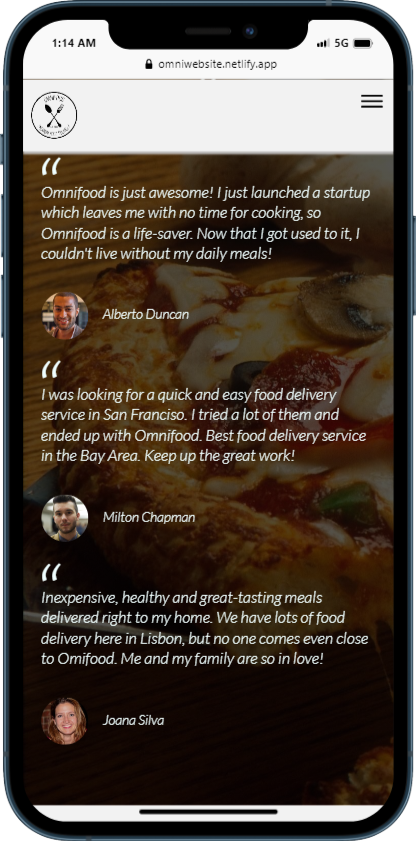 1:14 AM
5G
omniwebsite.netlify.app
“
Omnifood is just awesome! I just launched a startup
which leaves me with no time for cooking, so
Omnifood is a life-saver. Now that I got used to it, I
couldn't live without my daily meals!
Alberto Duncan
“
I was looking for a quick and easy food delivery
service in San Franciso. I tried a lot of them and
ended up with Omnifood. Best food delivery service
in the Bay Area. Keep up the great work!
Milton Chapman
“
Inexpensive, healthy and great-tasting meals
delivered right to my home. We have lots of food
delivery here in Lisbon, but no one comes even close
to Omifood. Me and my family are so in love!
Joana Silva